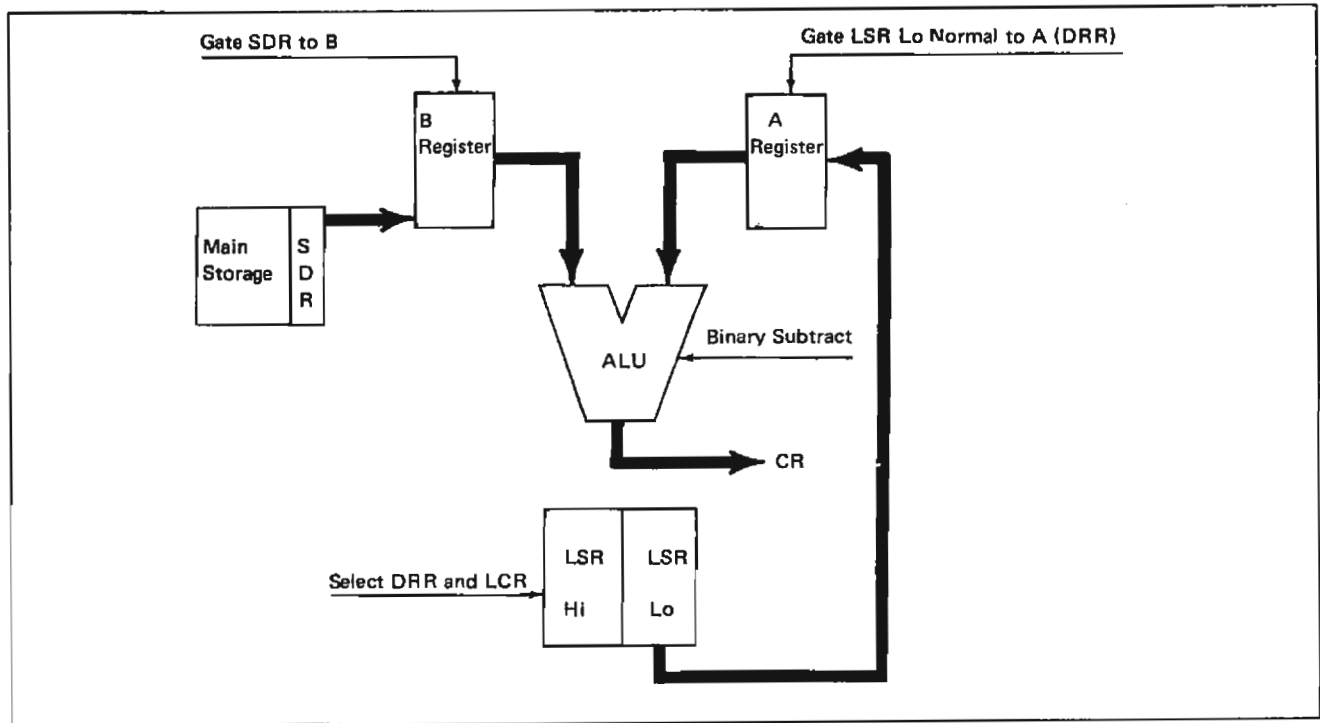 Gate SDR to B
Gate LSR Lo Normal to A (DRR)
B
Register
A
Register
Main
Storage
S
D
R
ALU
Binary Subtract
CR
Select DRR and LCR
LSR
Hi
LSR
Lo